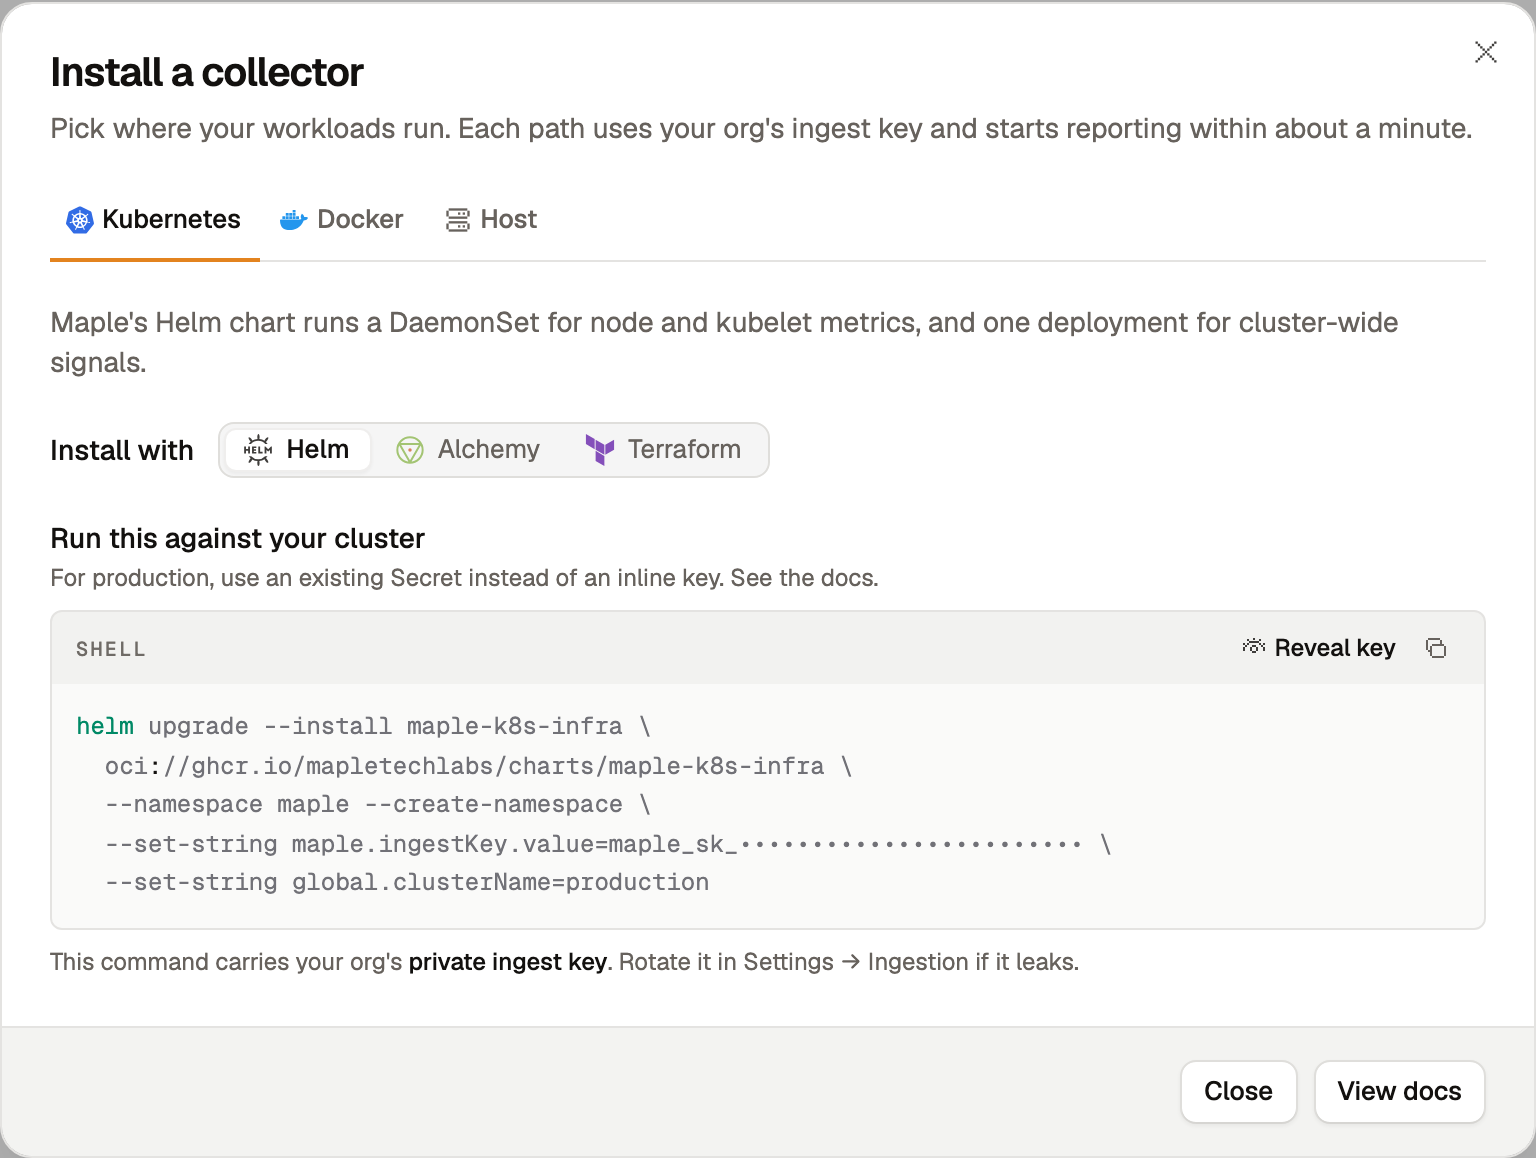 Install a collector
Pick where your workloads run. Each path uses your org's ingest key and starts reporting within about a minute.
Kubernetes Docker Host
Maple's Helm chart runs a DaemonSet for node and kubelet metrics, and one deployment for cluster-wide
signals.
Install with HELM Helm Alchemy Terraform
Run this against your cluster
For production, use an existing Secret instead of an inline key. See the docs.
SHELL Reveal key
helm upgrade --install maple-k8s-infra \
  oci://ghcr.io/mapletechlabs/charts/maple-k8s-infra \
  --namespace maple --create-namespace \
  --set-string maple.ingestKey.value=maple_sk_•••••••••••••••••••••••• \
  --set-string global.clusterName=production
This command carries your org's private ingest key. Rotate it in Settings → Ingestion if it leaks.
Close View docs